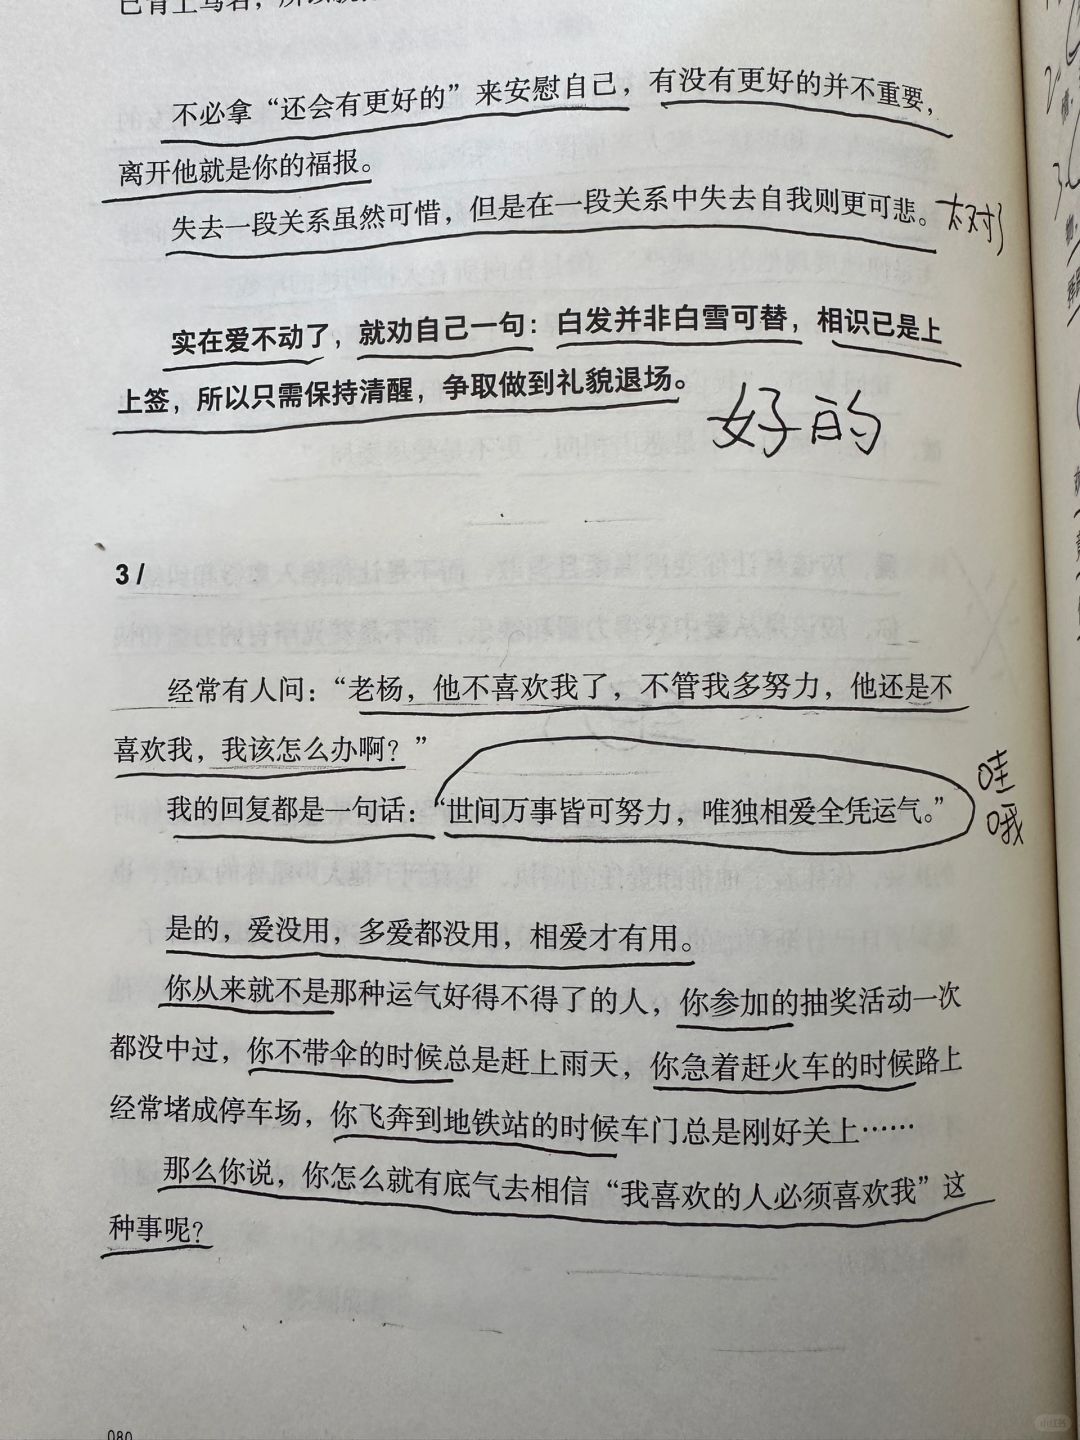 不必拿“还会有更好的”来安慰自己，有没有更好的并不重要，
离开他就是你的福报。
失去一段关系虽然可惜，但是在一段关系中失去自我则更可悲。太对了
实在爱不动了，就劝自己一句：白发并非白雪可替，相识已是上
上签，所以只需保持清醒，争取做到礼貌退场。
好的
3 /
经常有人问：“老杨，他不喜欢我了，不管我多努力，他还是不
喜欢我，我该怎么办啊？”
我的回复都是一句话：“世间万事皆可努力，唯独相爱全凭运气。”
哇
哦
是的，爱没用，多爱都没用，相爱才有用。
你从来就不是那种运气好得不得了的人，你参加的抽奖活动一次
都没中过，你不带伞的时候总是赶上雨天，你急着赶火车的时候路上
经常堵成停车场，你飞奔到地铁站的时候车门总是刚好关上……
那么你说，你怎么就有底气去相信“我喜欢的人必须喜欢我”这
种事呢？
080
小红书